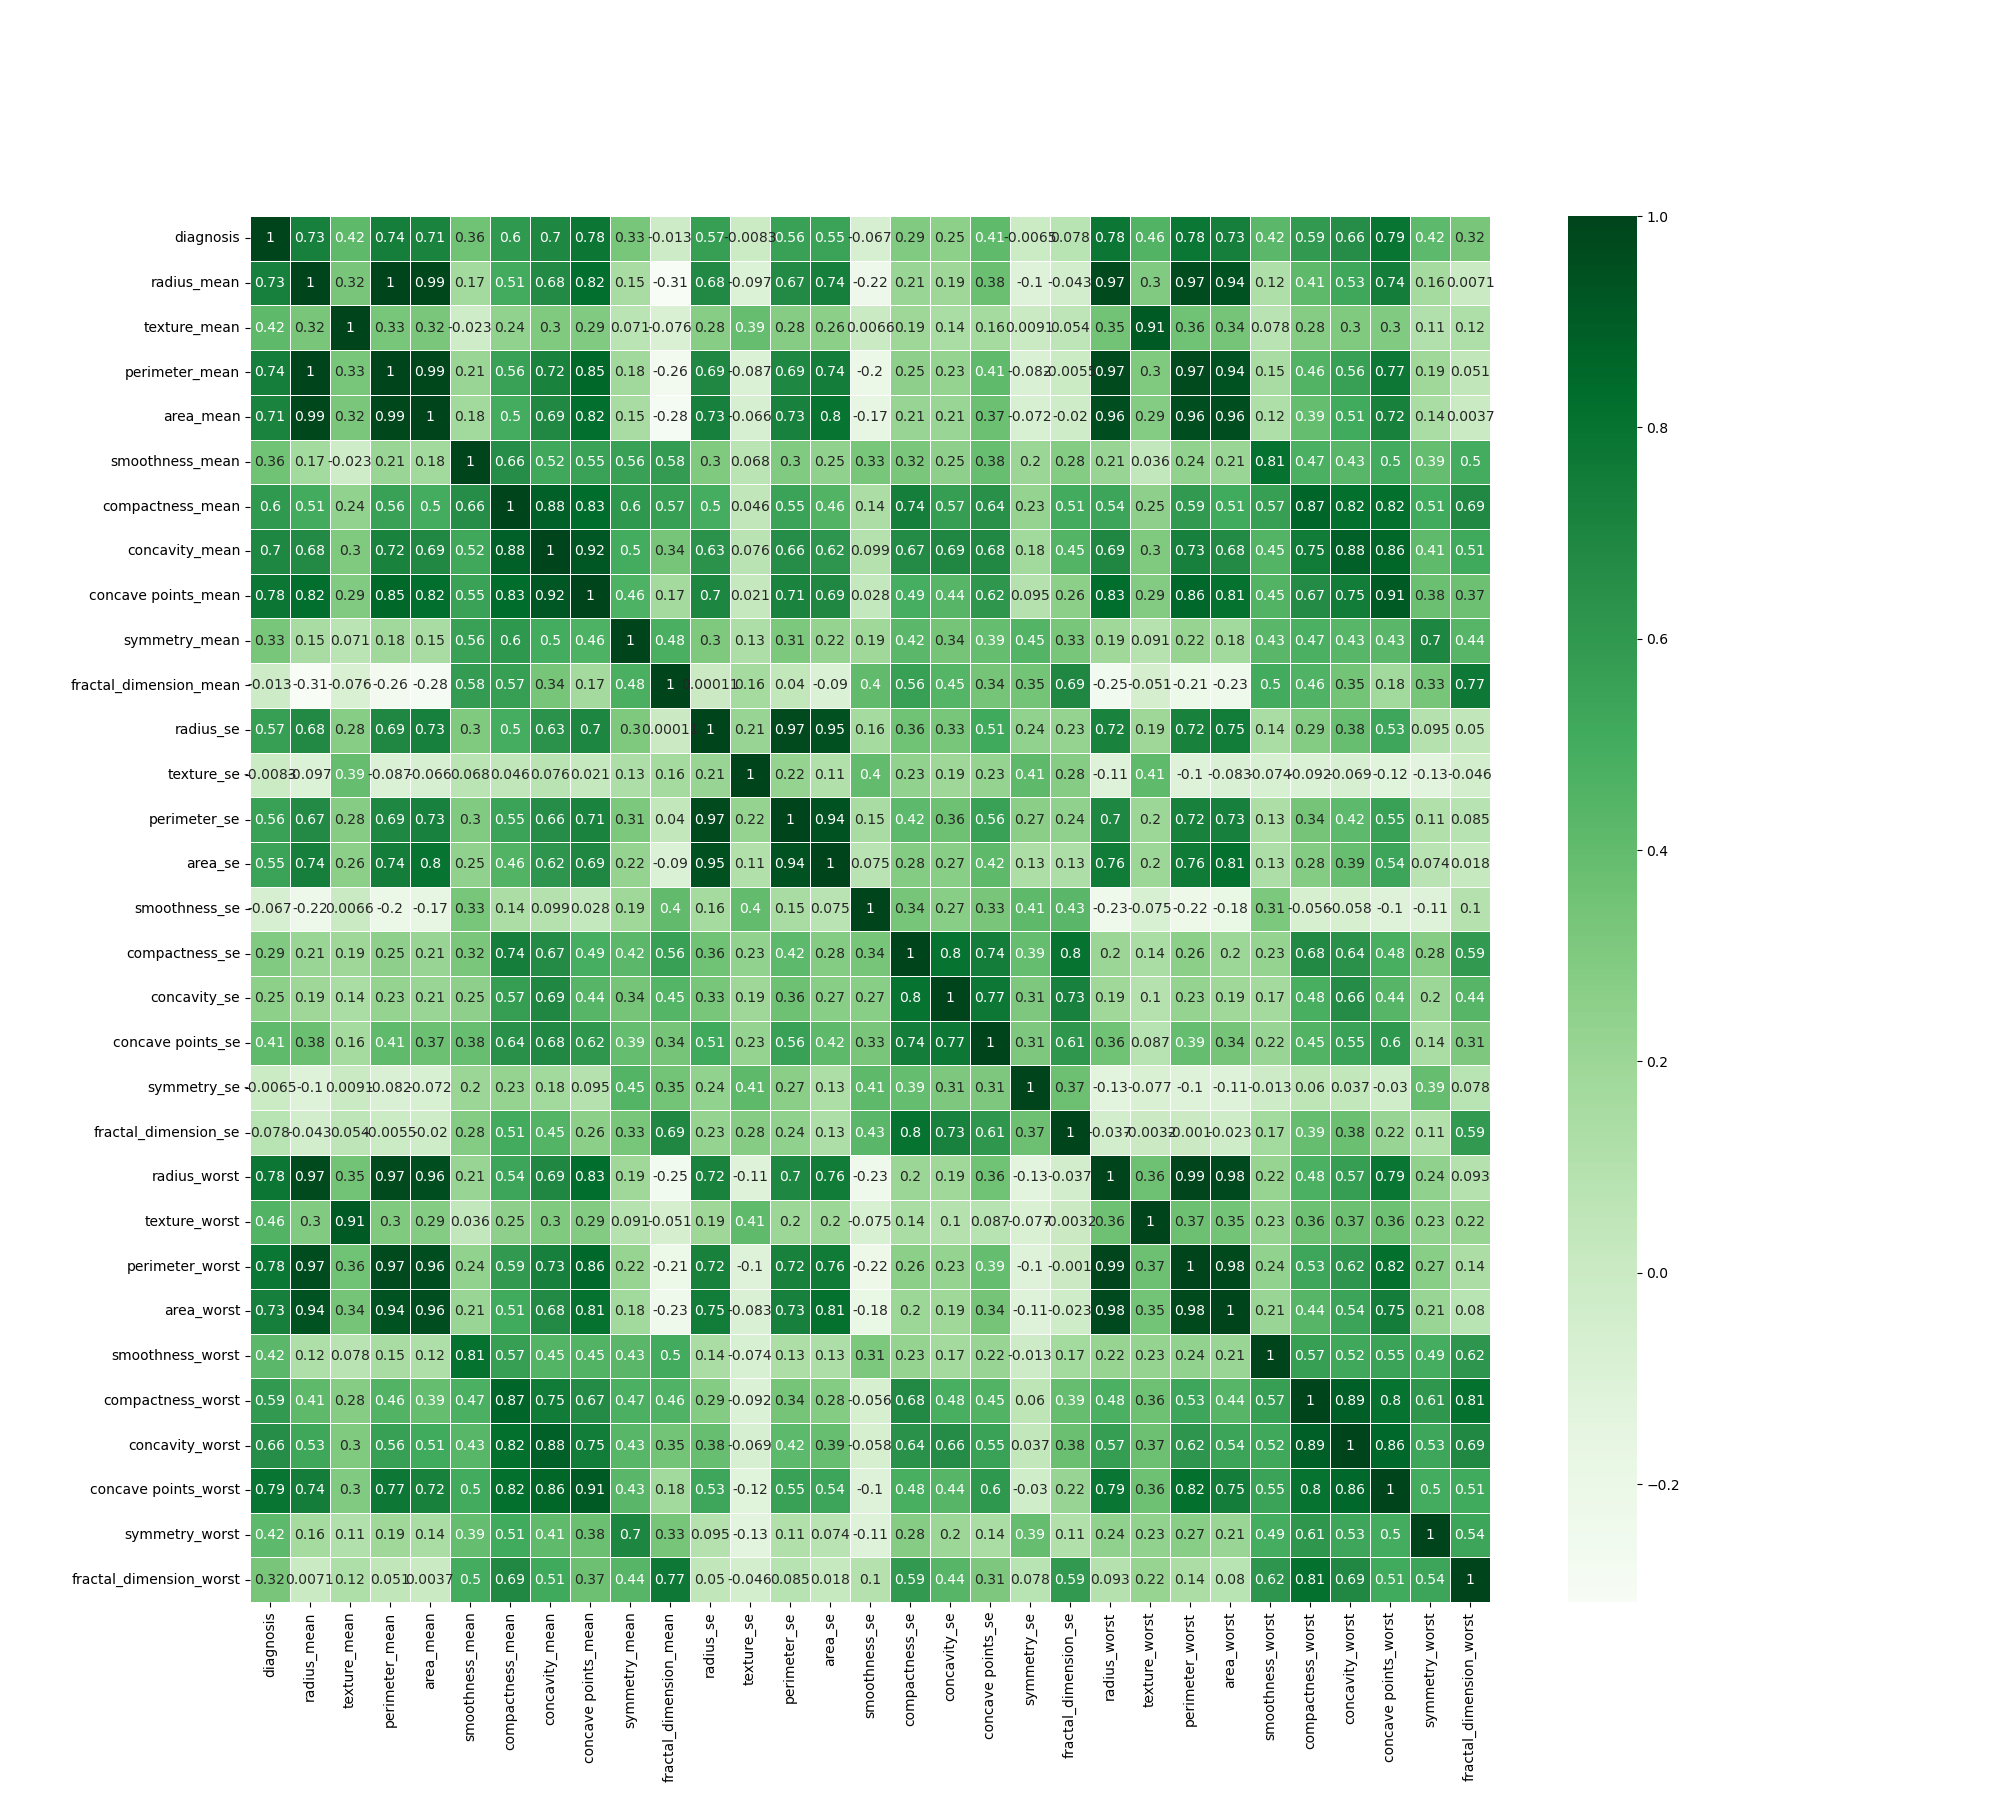 diagnosis 1 0.73 0.42 0.74 0.71 0.36 0.6 0.7 0.78 0.33 -0.013 0.57 -0.0083 0.56 0.55 -0.067 0.29 0.25 0.41 -0.0065 0.078 0.78 0.46 0.78 0.73 0.42 0.59 0.66 0.79 0.42 0.32 1.0
radius_mean 0.73 1 0.32 1 0.99 0.17 0.51 0.68 0.82 0.15 -0.31 0.68 -0.097 0.67 0.74 -0.22 0.21 0.19 0.38 -0.1 -0.043 0.97 0.3 0.97 0.94 0.12 0.41 0.53 0.74 0.16 0.0071
texture_mean 0.42 0.32 1 0.33 0.32 -0.023 0.24 0.3 0.29 0.071 -0.076 0.28 0.39 0.28 0.26 0.0066 0.19 0.14 0.16 0.0091 0.054 0.35 0.91 0.36 0.34 0.078 0.28 0.3 0.3 0.11 0.12
perimeter_mean 0.74 1 0.33 1 0.99 0.21 0.56 0.72 0.85 0.18 -0.26 0.69 -0.087 0.69 0.74 -0.2 0.25 0.23 0.41 -0.082 -0.0055 0.97 0.3 0.97 0.94 0.15 0.46 0.56 0.77 0.19 0.051
area_mean 0.71 0.99 0.32 0.99 1 0.18 0.5 0.69 0.82 0.15 -0.28 0.73 -0.066 0.73 0.8 -0.17 0.21 0.21 0.37 -0.072 -0.02 0.96 0.29 0.96 0.96 0.12 0.39 0.51 0.72 0.14 0.0037
0.8
smoothness_mean 0.36 0.17 -0.023 0.21 0.18 1 0.66 0.52 0.55 0.56 0.58 0.3 0.068 0.3 0.25 0.33 0.32 0.25 0.38 0.2 0.28 0.21 0.036 0.24 0.21 0.81 0.47 0.43 0.5 0.39 0.5
compactness_mean 0.6 0.51 0.24 0.56 0.5 0.66 1 0.88 0.83 0.6 0.57 0.5 0.046 0.55 0.46 0.14 0.74 0.57 0.64 0.23 0.51 0.54 0.25 0.59 0.51 0.57 0.87 0.82 0.82 0.51 0.69
concavity_mean 0.7 0.68 0.3 0.72 0.69 0.52 0.88 1 0.92 0.5 0.34 0.63 0.076 0.66 0.62 0.099 0.67 0.69 0.68 0.18 0.45 0.69 0.3 0.73 0.68 0.45 0.75 0.88 0.86 0.41 0.51
concave points_mean 0.78 0.82 0.29 0.85 0.82 0.55 0.83 0.92 1 0.46 0.17 0.7 0.021 0.71 0.69 0.028 0.49 0.44 0.62 0.095 0.26 0.83 0.29 0.86 0.81 0.45 0.67 0.75 0.91 0.38 0.37
symmetry_mean 0.33 0.15 0.071 0.18 0.15 0.56 0.6 0.5 0.46 1 0.48 0.3 0.13 0.31 0.22 0.19 0.42 0.34 0.39 0.45 0.33 0.19 0.091 0.22 0.18 0.43 0.47 0.43 0.43 0.7 0.44 0.6
fractal_dimension_mean -0.013 -0.31 -0.076 -0.26 -0.28 0.58 0.57 0.34 0.17 0.48 1 0.16 0.04 -0.09 0.4 0.56 0.45 0.34 0.35 0.69 -0.25 -0.051 -0.21 -0.23 0.5 0.46 0.35 0.18 0.33 0.77
radius_se 0.57 0.68 0.28 0.69 0.73 0.3 0.5 0.63 0.7 0.3 1 0.21 0.97 0.95 0.16 0.36 0.33 0.51 0.24 0.23 0.72 0.19 0.72 0.75 0.14 0.29 0.38 0.53 0.095 0.05
texture_se -0.0083 -0.097 0.39 -0.087 -0.066 0.068 0.046 0.076 0.021 0.13 0.16 0.21 1 0.22 0.11 0.4 0.23 0.19 0.23 0.41 0.28 -0.11 0.41 -0.1 -0.083 -0.074 -0.092 -0.069 -0.12 -0.13 -0.046
perimeter_se 0.56 0.67 0.28 0.69 0.73 0.3 0.55 0.66 0.71 0.31 0.04 0.97 0.22 1 0.94 0.15 0.42 0.36 0.56 0.27 0.24 0.7 0.2 0.72 0.73 0.13 0.34 0.42 0.55 0.11 0.085
area_se 0.55 0.74 0.26 0.74 0.8 0.25 0.46 0.62 0.69 0.22 -0.09 0.95 0.11 0.94 1 0.075 0.28 0.27 0.42 0.13 0.13 0.76 0.2 0.76 0.81 0.13 0.28 0.39 0.54 0.074 0.018 0.4
smoothness_se -0.067 -0.22 0.0066 -0.2 -0.17 0.33 0.14 0.099 0.028 0.19 0.4 0.16 0.4 0.15 0.075 1 0.34 0.27 0.33 0.41 0.43 -0.23 -0.075 -0.22 -0.18 0.31 -0.056 -0.058 -0.1 -0.11 0.1
compactness_se 0.29 0.21 0.19 0.25 0.21 0.32 0.74 0.67 0.49 0.42 0.56 0.36 0.23 0.42 0.28 0.34 1 0.8 0.74 0.39 0.8 0.2 0.14 0.26 0.2 0.23 0.68 0.64 0.48 0.28 0.59
concavity_se 0.25 0.19 0.14 0.23 0.21 0.25 0.57 0.69 0.44 0.34 0.45 0.33 0.19 0.36 0.27 0.27 0.8 1 0.77 0.31 0.73 0.19 0.1 0.23 0.19 0.17 0.48 0.66 0.44 0.2 0.44
concave points_se 0.41 0.38 0.16 0.41 0.37 0.38 0.64 0.68 0.62 0.39 0.34 0.51 0.23 0.56 0.42 0.33 0.74 0.77 1 0.31 0.61 0.36 0.087 0.39 0.34 0.22 0.45 0.55 0.6 0.14 0.31
0.2
symmetry_se -0.0065 -0.1 0.0091 -0.082 -0.072 0.2 0.23 0.18 0.095 0.45 0.35 0.24 0.41 0.27 0.13 0.41 0.39 0.31 0.31 1 0.37 -0.13 -0.077 -0.1 -0.11 -0.013 0.06 0.037 -0.03 0.39 0.078
fractal_dimension_se 0.078 -0.043 0.054 -0.0055 -0.02 0.28 0.51 0.45 0.26 0.33 0.69 0.23 0.28 0.24 0.13 0.43 0.8 0.73 0.61 0.37 1 -0.037 -0.0032 -0.001 -0.023 0.17 0.39 0.38 0.22 0.11 0.59
radius_worst 0.78 0.97 0.35 0.97 0.96 0.21 0.54 0.69 0.83 0.19 -0.25 0.72 -0.11 0.7 0.76 -0.23 0.2 0.19 0.36 -0.13 -0.037 1 0.36 0.99 0.98 0.22 0.48 0.57 0.79 0.24 0.093
texture_worst 0.46 0.3 0.91 0.3 0.29 0.036 0.25 0.3 0.29 0.091 -0.051 0.19 0.41 0.2 0.2 -0.075 0.14 0.1 0.087 -0.077 -0.0032 0.36 1 0.37 0.35 0.23 0.36 0.37 0.36 0.23 0.22
perimeter_worst 0.78 0.97 0.36 0.97 0.96 0.24 0.59 0.73 0.86 0.22 -0.21 0.72 -0.1 0.72 0.76 -0.22 0.26 0.23 0.39 -0.1 -0.001 0.99 0.37 1 0.98 0.24 0.53 0.62 0.82 0.27 0.14 0.0
area_worst 0.73 0.94 0.34 0.94 0.96 0.21 0.51 0.68 0.81 0.18 -0.23 0.75 -0.083 0.73 0.81 -0.18 0.2 0.19 0.34 -0.11 -0.023 0.98 0.35 0.98 1 0.21 0.44 0.54 0.75 0.21 0.08
smoothness_worst 0.42 0.12 0.078 0.15 0.12 0.81 0.57 0.45 0.45 0.43 0.5 0.14 -0.074 0.13 0.13 0.31 0.23 0.17 0.22 -0.013 0.17 0.22 0.23 0.24 0.21 1 0.57 0.52 0.55 0.49 0.62
compactness_worst 0.59 0.41 0.28 0.46 0.39 0.47 0.87 0.75 0.67 0.47 0.46 0.29 -0.092 0.34 0.28 -0.056 0.68 0.48 0.45 0.06 0.39 0.48 0.36 0.53 0.44 0.57 1 0.89 0.8 0.61 0.81
concavity_worst 0.66 0.53 0.3 0.56 0.51 0.43 0.82 0.88 0.75 0.43 0.35 0.38 -0.069 0.42 0.39 -0.058 0.64 0.66 0.55 0.037 0.38 0.57 0.37 0.62 0.54 0.52 0.89 1 0.86 0.53 0.69
concave points_worst 0.79 0.74 0.3 0.77 0.72 0.5 0.82 0.86 0.91 0.43 0.18 0.53 -0.12 0.55 0.54 -0.1 0.48 0.44 0.6 -0.03 0.22 0.79 0.36 0.82 0.75 0.55 0.8 0.86 1 0.5 0.51 −0.2
symmetry_worst 0.42 0.16 0.11 0.19 0.14 0.39 0.51 0.41 0.38 0.7 0.33 0.095 -0.13 0.11 0.074 -0.11 0.28 0.2 0.14 0.39 0.11 0.24 0.23 0.27 0.21 0.49 0.61 0.53 0.5 1 0.54
fractal_dimension_worst 0.32 0.0071 0.12 0.051 0.0037 0.5 0.69 0.51 0.37 0.44 0.77 0.05 -0.046 0.085 0.018 0.1 0.59 0.44 0.31 0.078 0.59 0.093 0.22 0.14 0.08 0.62 0.81 0.69 0.51 0.54 1
diagnosis
radius_mean
texture_mean
perimeter_mean
area_mean
smoothness_mean
compactness_mean
concavity_mean
concave points_mean
symmetry_mean
fractal_dimension_mean
radius_se
texture_se
perimeter_se
area_se
smoothness_se
compactness_se
concavity_se
concave points_se
symmetry_se
fractal_dimension_se
radius_worst
texture_worst
perimeter_worst
area_worst
smoothness_worst
compactness_worst
concavity_worst
concave points_worst
symmetry_worst
fractal_dimension_worst